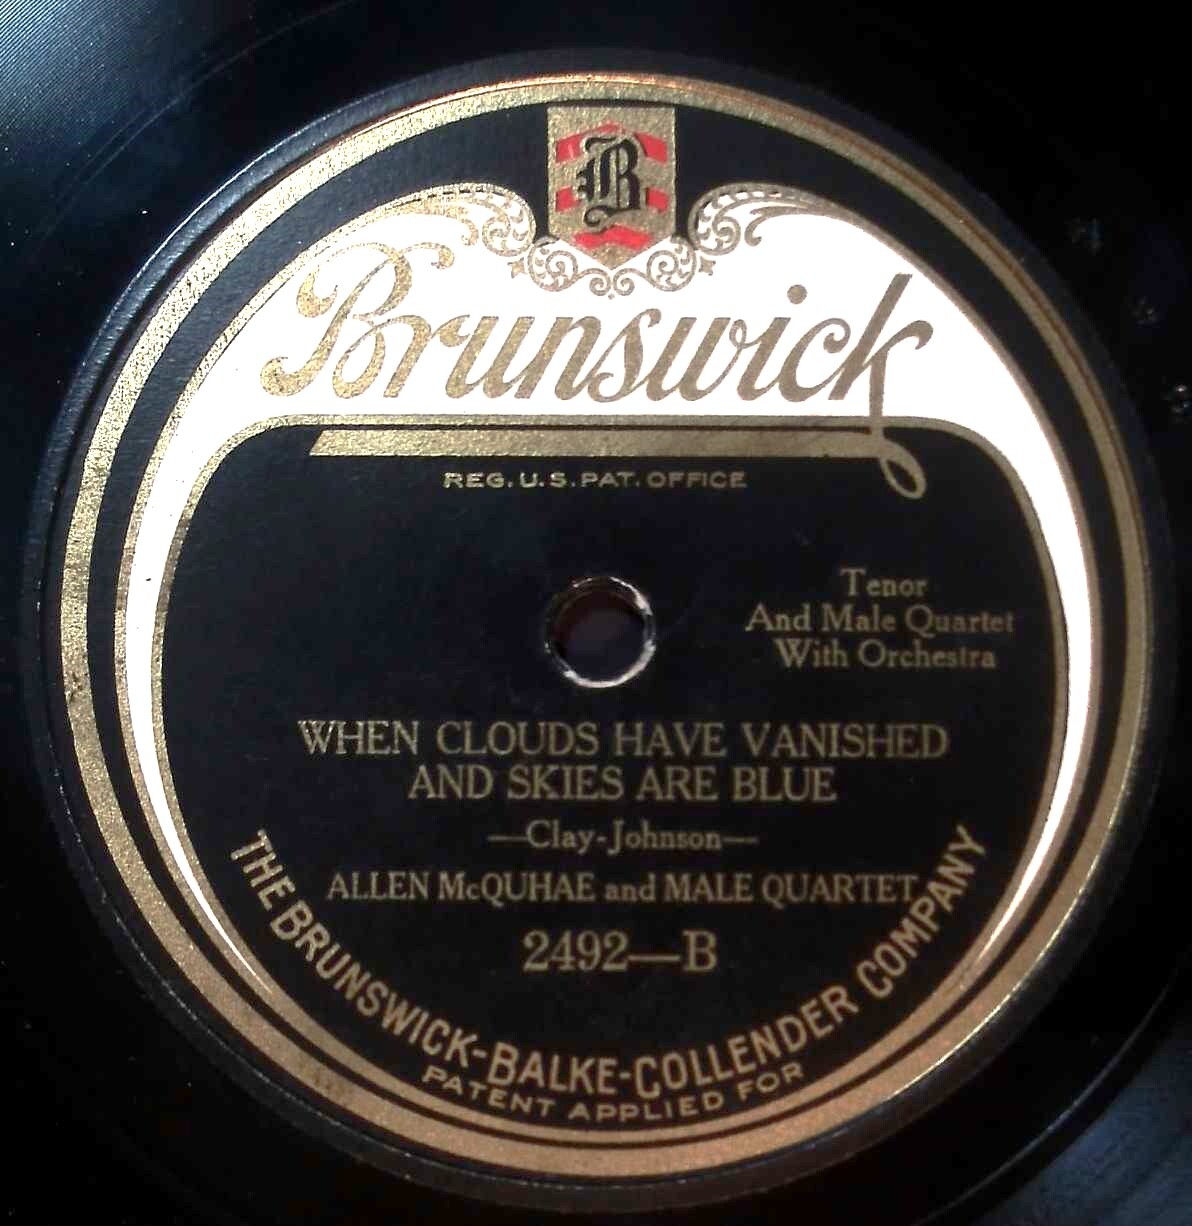 B
Brunswick
REG. U.S. PAT. OFFICE
Tenor
And Male Quartet
With Orchestra
WHEN CLOUDS HAVE VANISHED
AND SKIES ARE BLUE
—Clay-Johnson—
ALLEN McQUHAE and MALE QUARTET
2492—B
THE BRUNSWICK-BALKE-COLLENDER COMPANY
PATENT APPLIED FOR